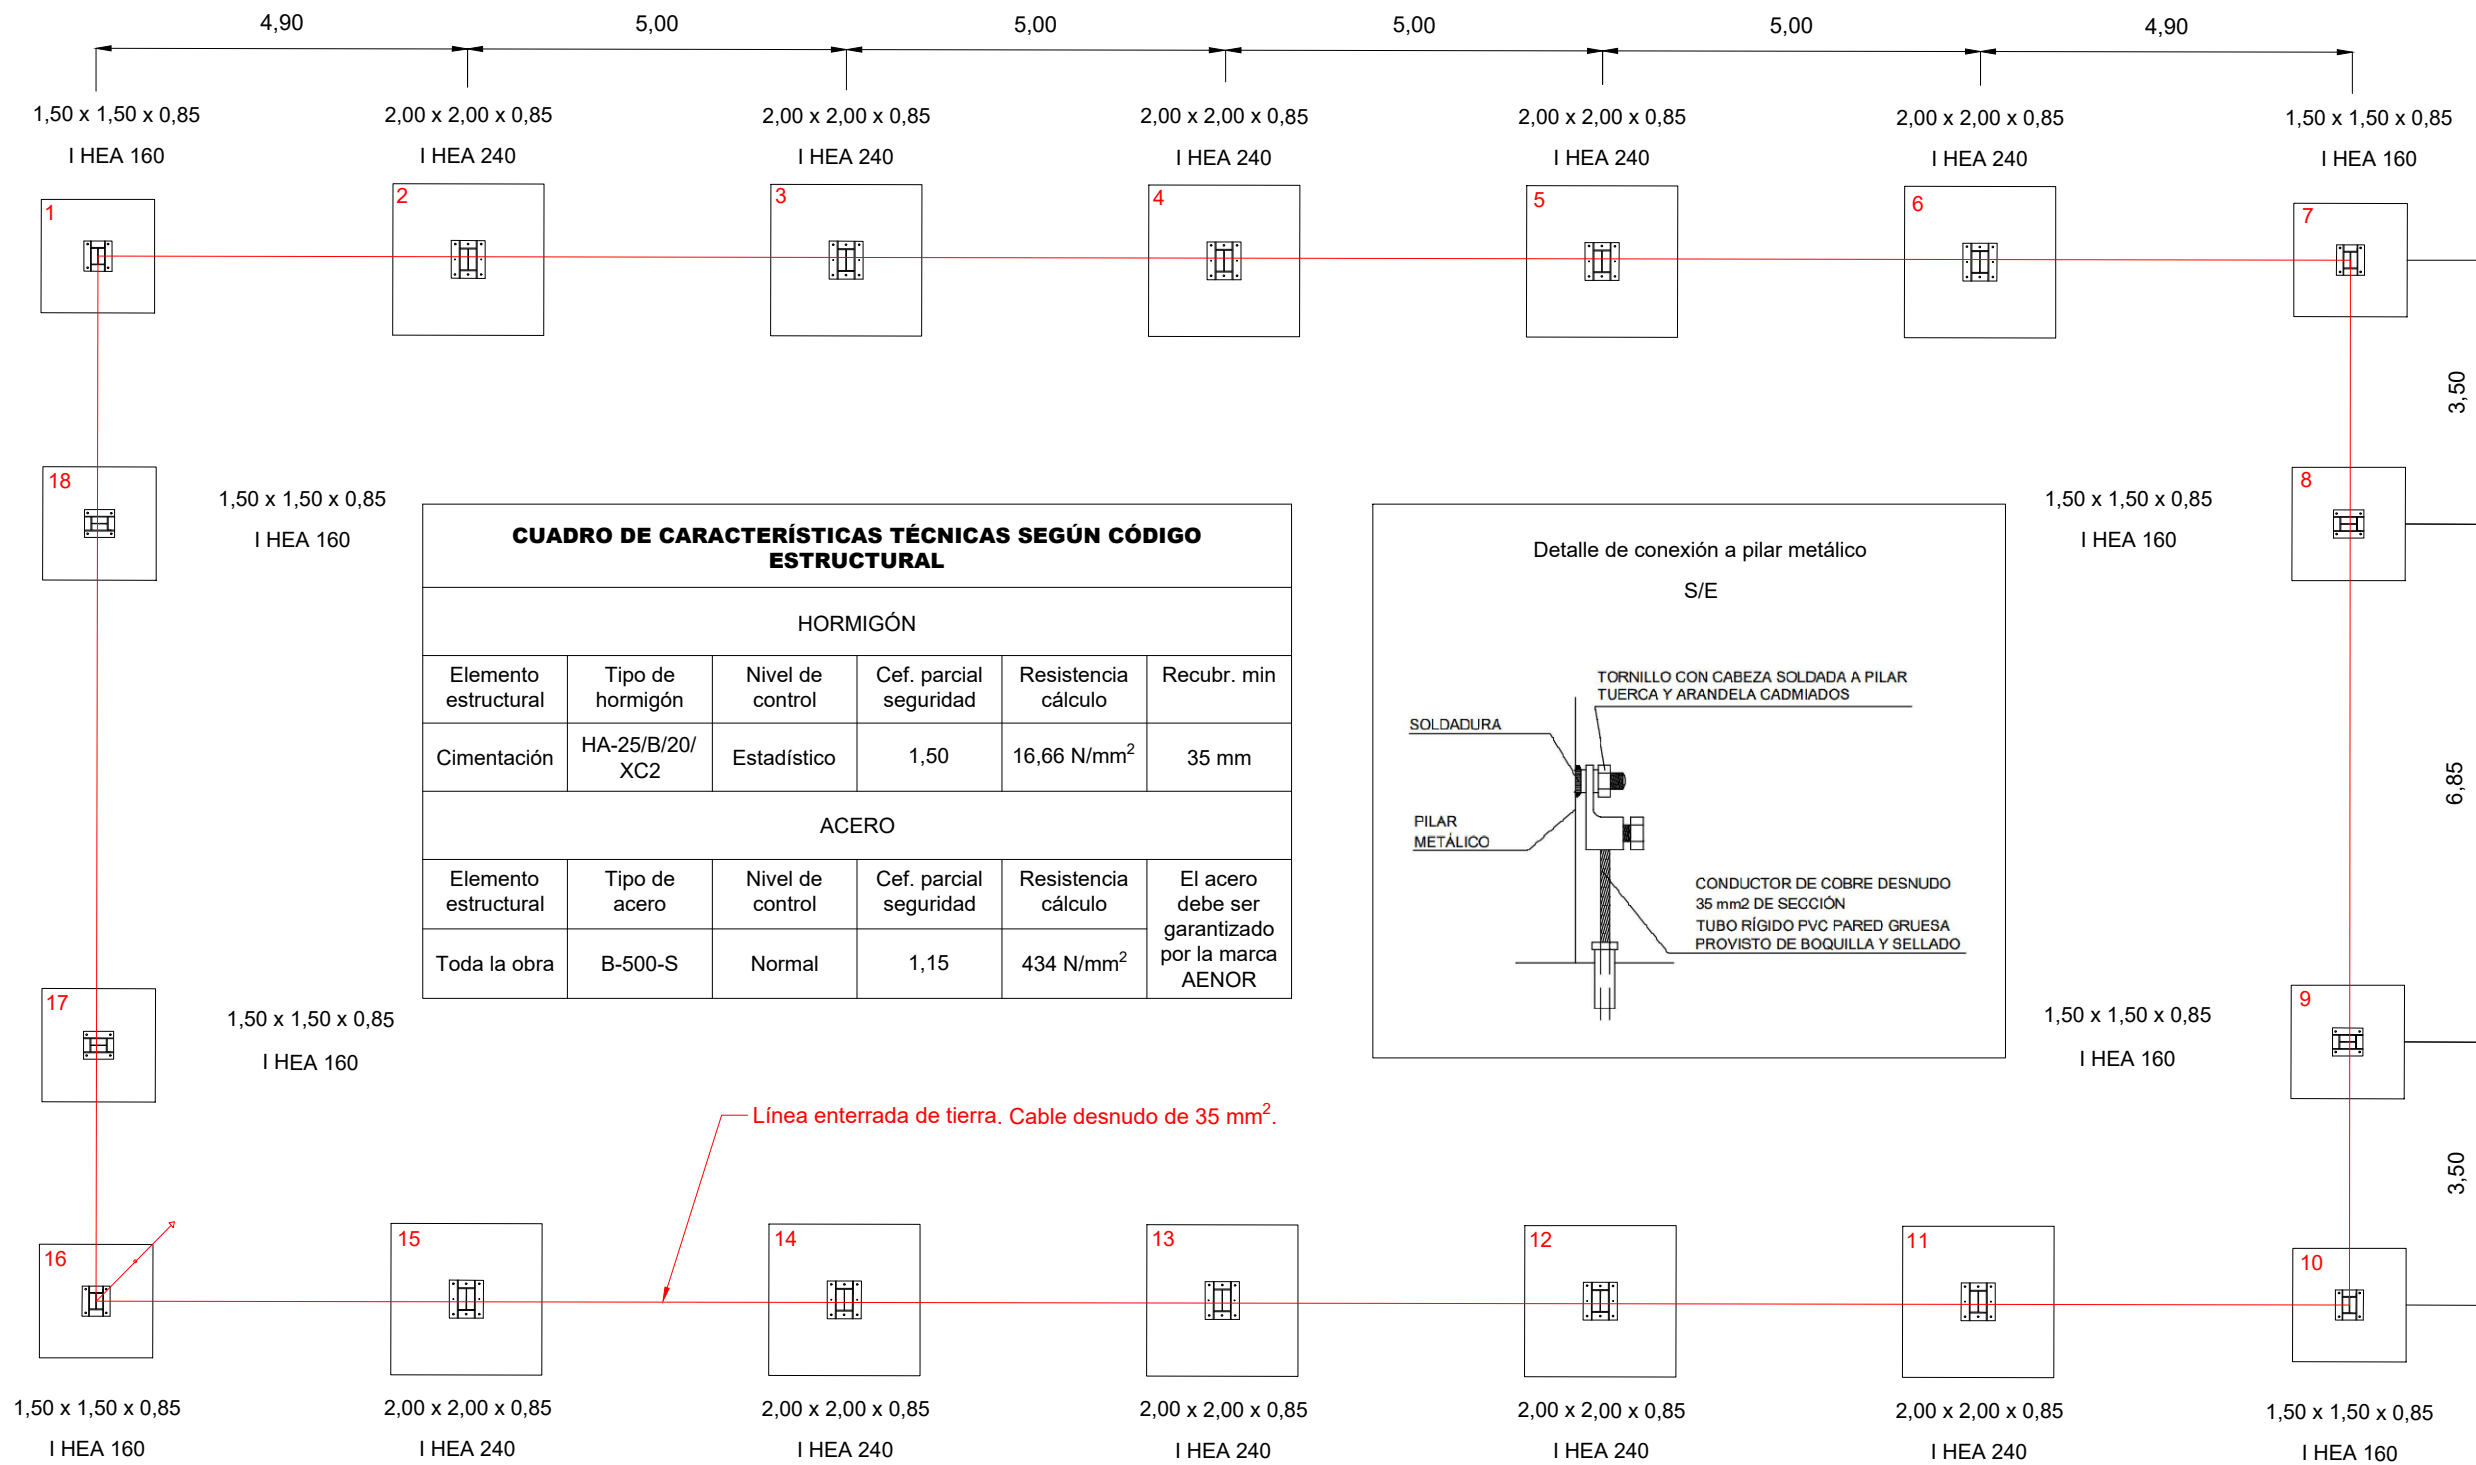 4,90
5,00
5,00
5,00
5,00
4,90
1,50 x 1,50 x 0,85
I HEA 160
2,00 x 2,00 x 0,85
I HEA 240
2,00 x 2,00 x 0,85
I HEA 240
2,00 x 2,00 x 0,85
I HEA 240
2,00 x 2,00 x 0,85
I HEA 240
2,00 x 2,00 x 0,85
I HEA 240
1,50 x 1,50 x 0,85
I HEA 160
1
2
3
4
5
6
7
3,50
18
1,50 x 1,50 x 0,85
I HEA 160
CUADRO DE CARACTERÍSTICAS TÉCNICAS SEGÚN CÓDIGO
ESTRUCTURAL
HORMIGÓN
Elemento
estructural
Tipo de
hormigón
Nivel de
control
Cef. parcial
seguridad
Resistencia
cálculo
Recubr. min
Cimentación
HA-25/B/20/
XC2
Estadístico
1,50
16,66 N/mm²
35 mm
ACERO
Elemento
estructural
Tipo de
acero
Nivel de
control
Cef. parcial
seguridad
Resistencia
cálculo
El acero
debe ser
garantizado
por la marca
AENOR
Toda la obra
B-500-S
Normal
1,15
434 N/mm²
Detalle de conexión a pilar metálico
S/E
TORNILLO CON CABEZA SOLDADA A PILAR
TUERCA Y ARANDELA CADMIADOS
SOLDADURA
PILAR
METÁLICO
CONDUCTOR DE COBRE DESNUDO
35 mm2 DE SECCIÓN
TUBO RÍGIDO PVC PARED GRUESA
PROVISTO DE BOQUILLA Y SELLADO
1,50 x 1,50 x 0,85
I HEA 160
8
6,85
17
1,50 x 1,50 x 0,85
I HEA 160
1,50 x 1,50 x 0,85
I HEA 160
9
Línea enterrada de tierra. Cable desnudo de 35 mm².
3,50
16
15
14
13
12
11
10
1,50 x 1,50 x 0,85
I HEA 160
2,00 x 2,00 x 0,85
I HEA 240
2,00 x 2,00 x 0,85
I HEA 240
2,00 x 2,00 x 0,85
I HEA 240
2,00 x 2,00 x 0,85
I HEA 240
2,00 x 2,00 x 0,85
I HEA 240
1,50 x 1,50 x 0,85
I HEA 160